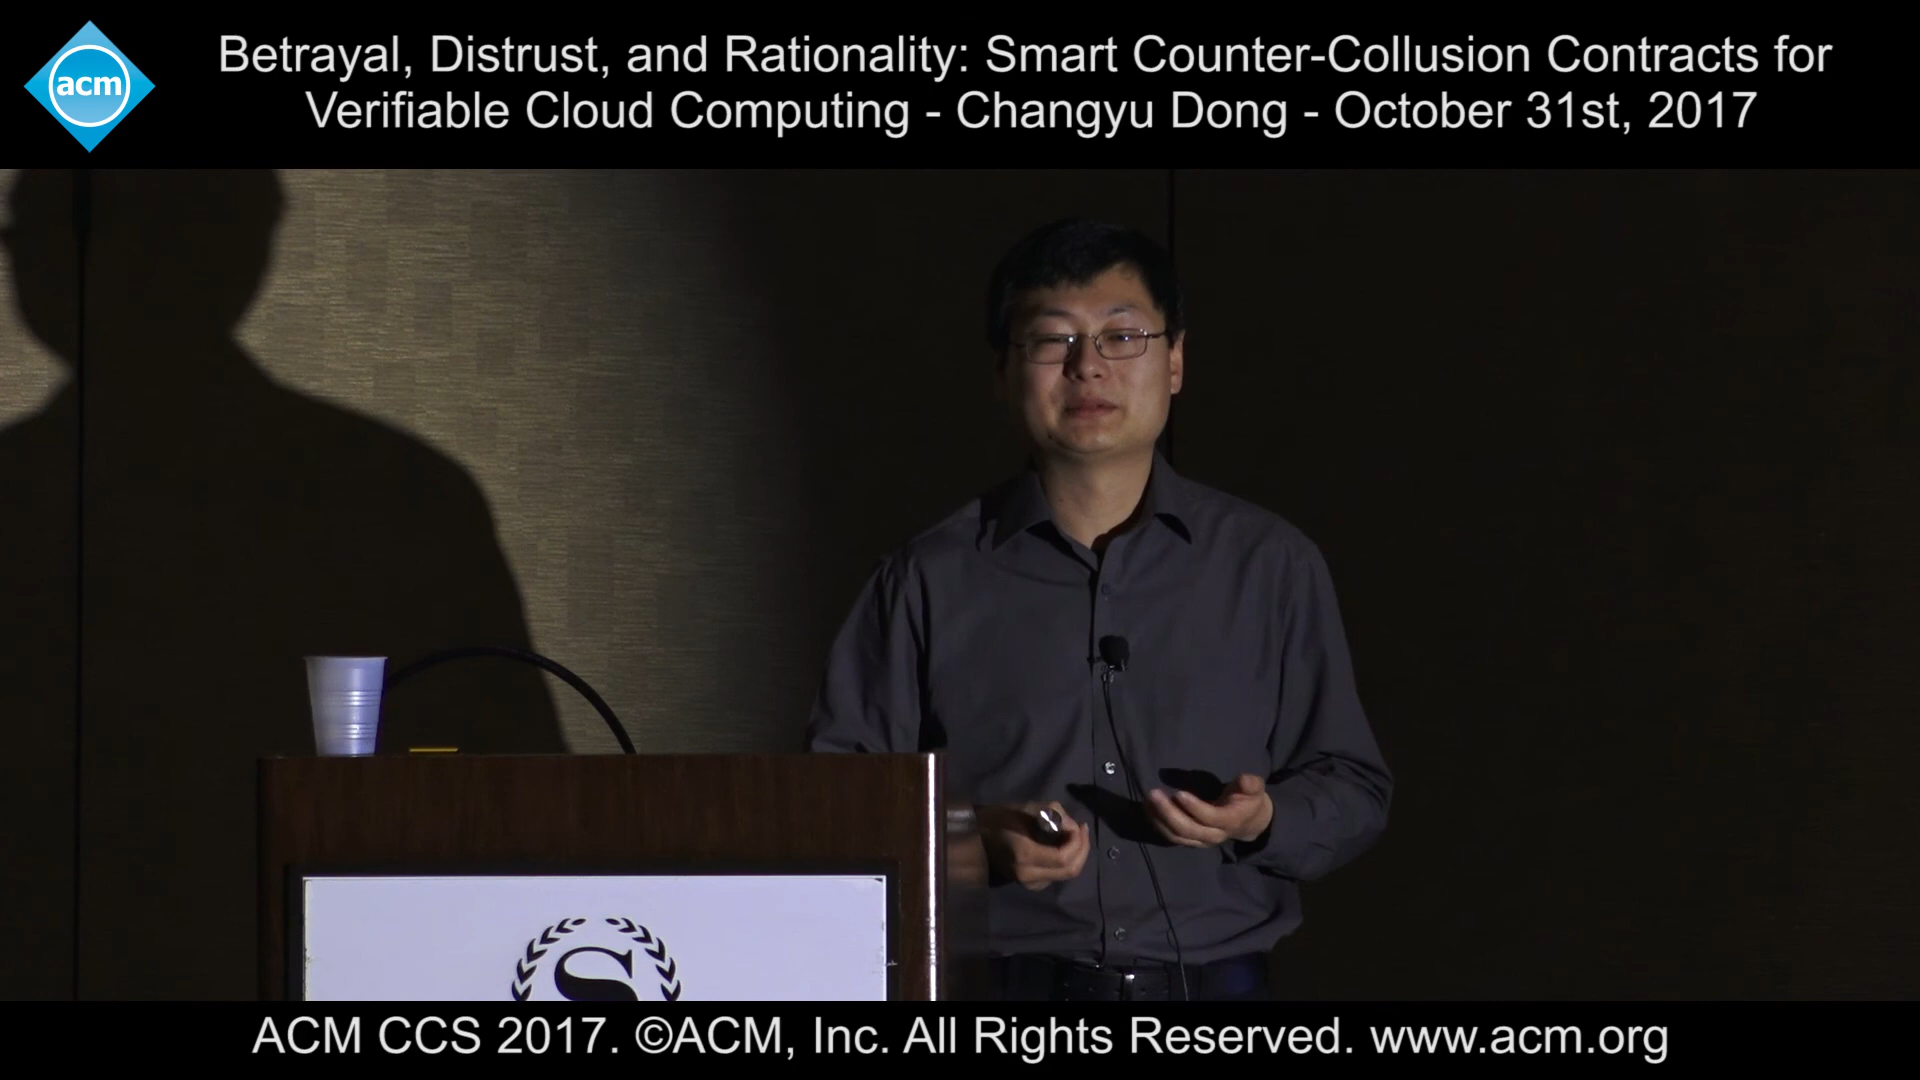 acm
Betrayal, Distrust, and Rationality: Smart Counter-Collusion Contracts for
Verifiable Cloud Computing - Changyu Dong - October 31st, 2017
S
ACM CCS 2017. ©ACM, Inc. All Rights Reserved. www.acm.org